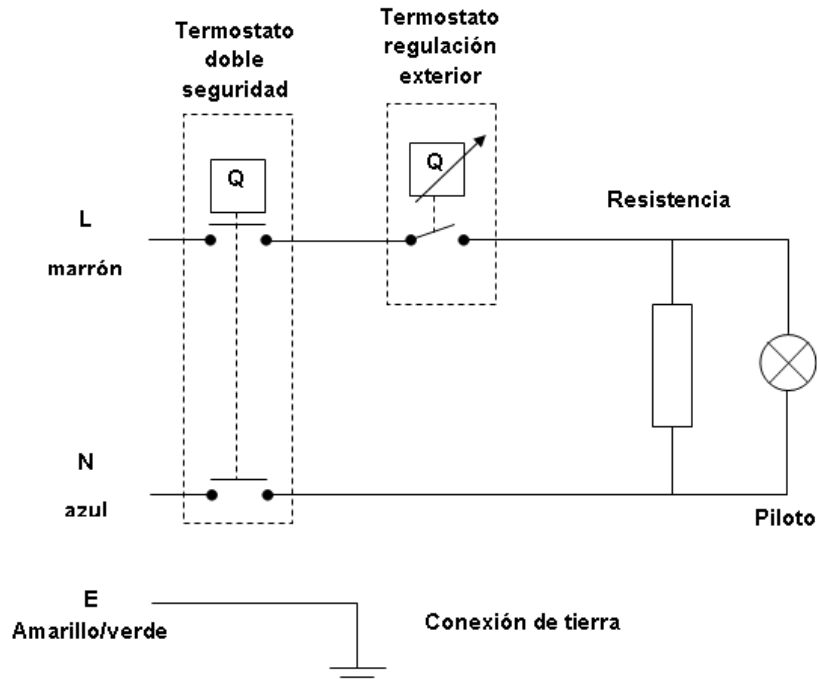 Termostato
doble
seguridad
Termostato
regulación
exterior
Q
Q
L
marrón
Resistencia
N
azul
Piloto
E
Amarillo/verde
Conexión de tierra